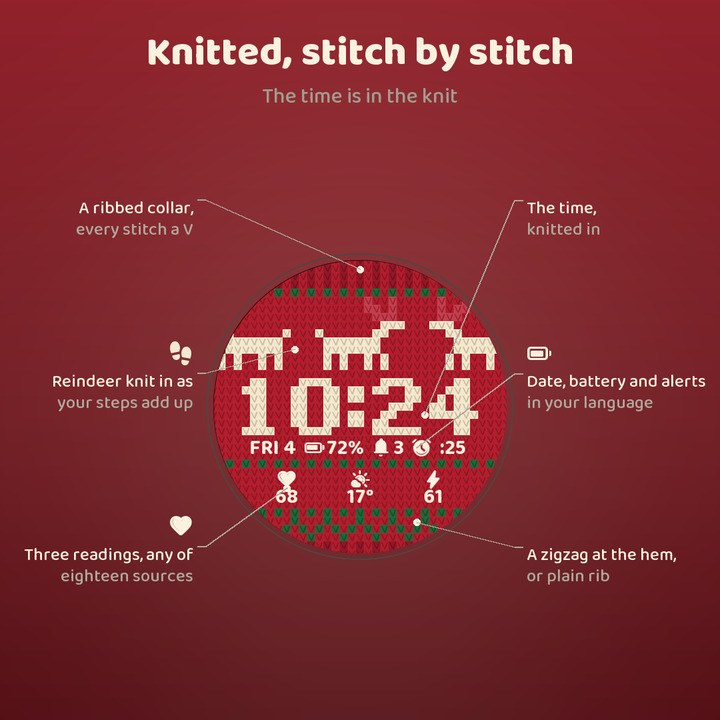 Knitted, stitch by stitch
The time is in the knit
A ribbed collar,
every stitch a V
The time,
knitted in
Reindeer knit in as
your steps add up
Date, battery and alerts
in your language
10:24
FRI 4 72% 3 :25
68 17° 61
Three readings, any of
eighteen sources
A zigzag at the hem,
or plain rib